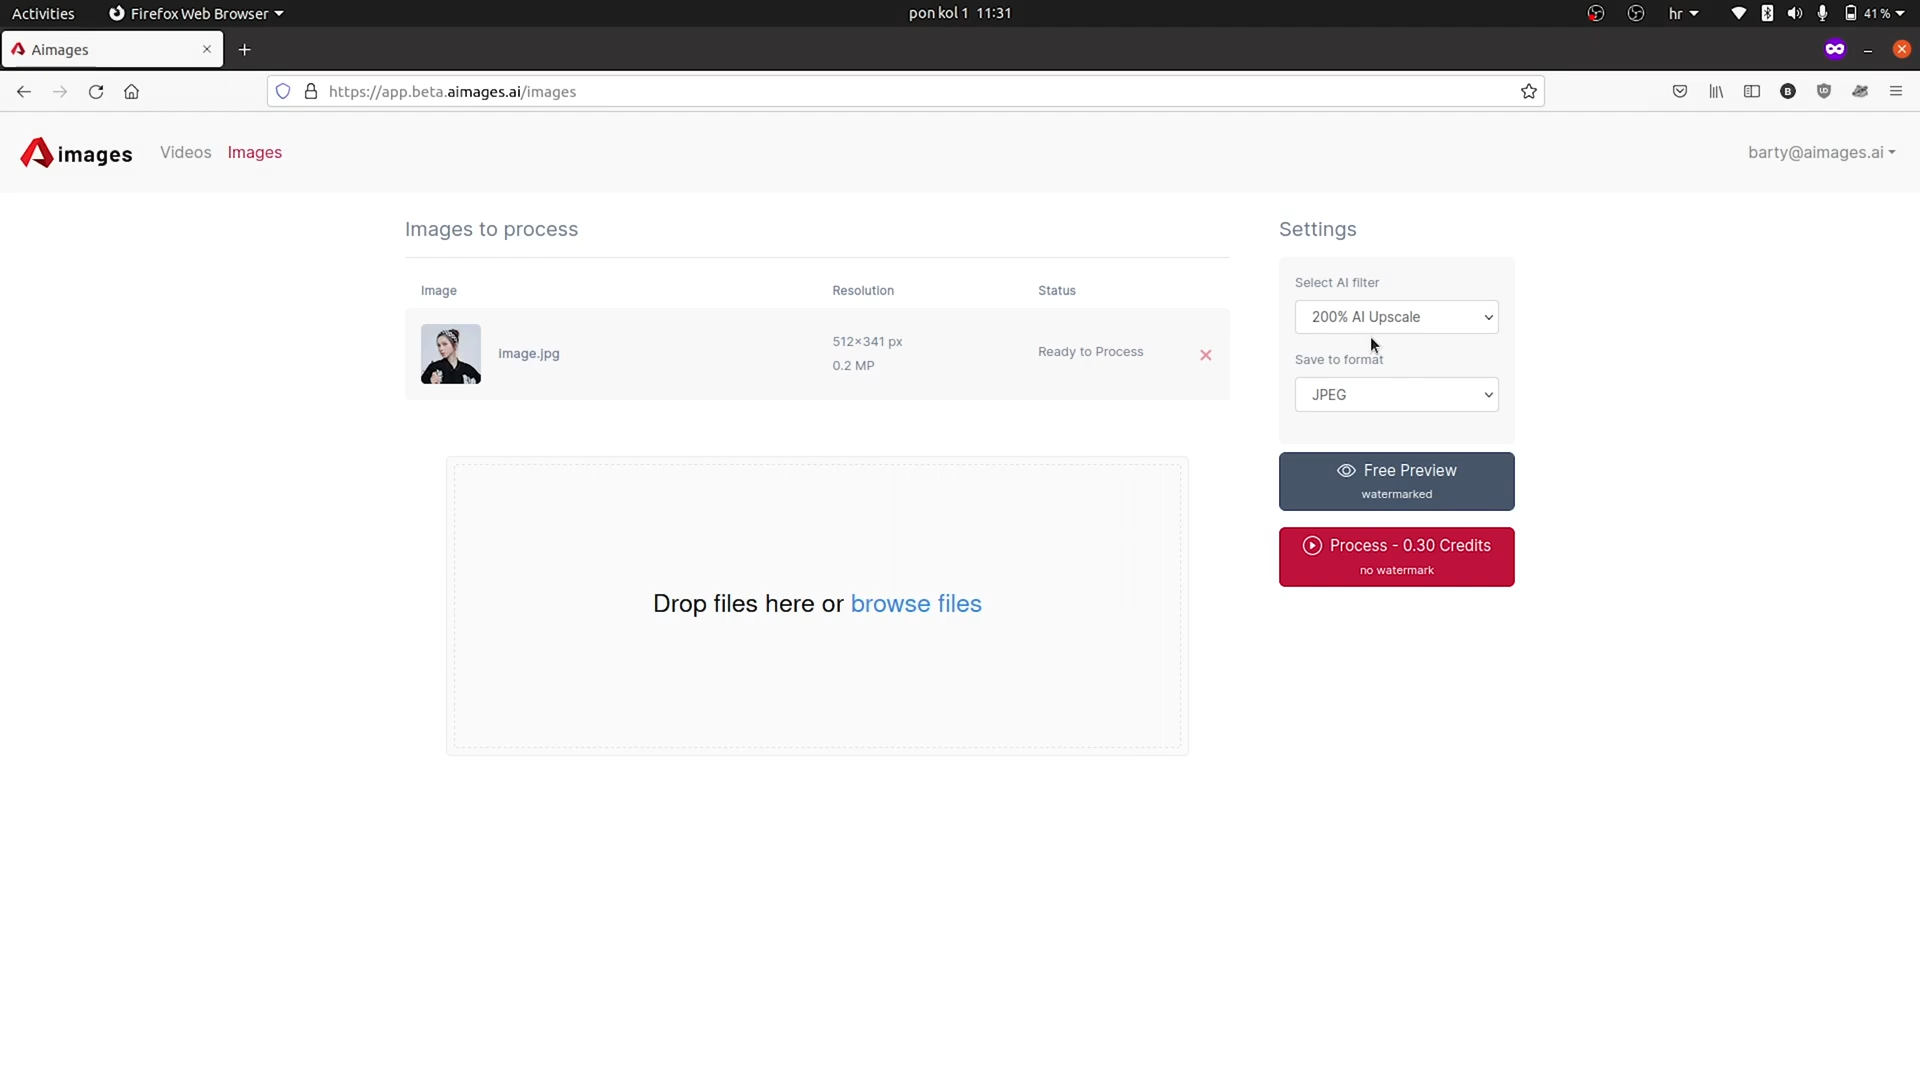 Activities
Firefox Web Browser
pon kol 1 11:31
hr
41 %
Aimages
https://app.beta.aimages.ai/images
images
Videos
Images
barty@aimages.ai
Images to process
Settings
Image
Resolution
Status
image.jpg
512×341 px
0.2 MP
Ready to Process
Select AI filter
200% AI Upscale
Save to format
JPEG
Free Preview
watermarked
Process - 0.30 Credits
no watermark
Drop files here or browse files